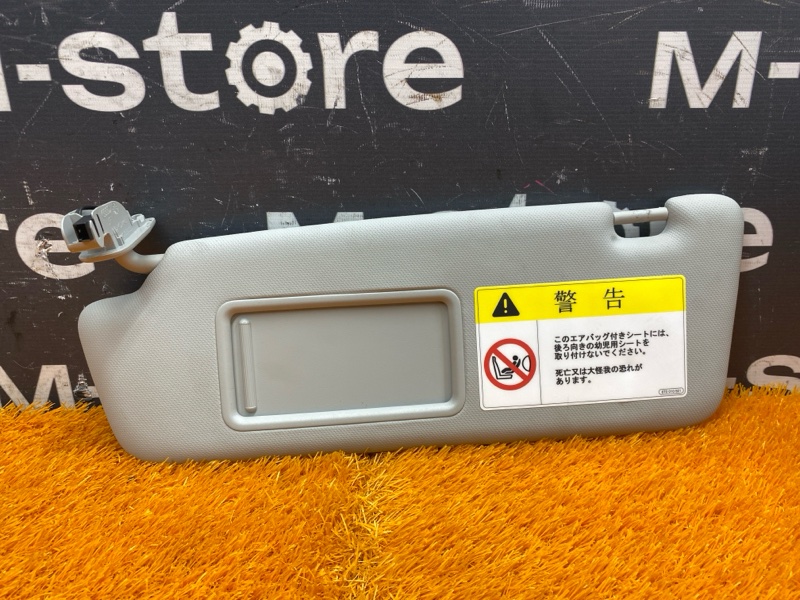 M-store
M-
警告
このエアバッグ付きシートには、
後ろ向きの幼児用シートを
取り付けないでください。
死亡又は大怪我の恐れが
あります。